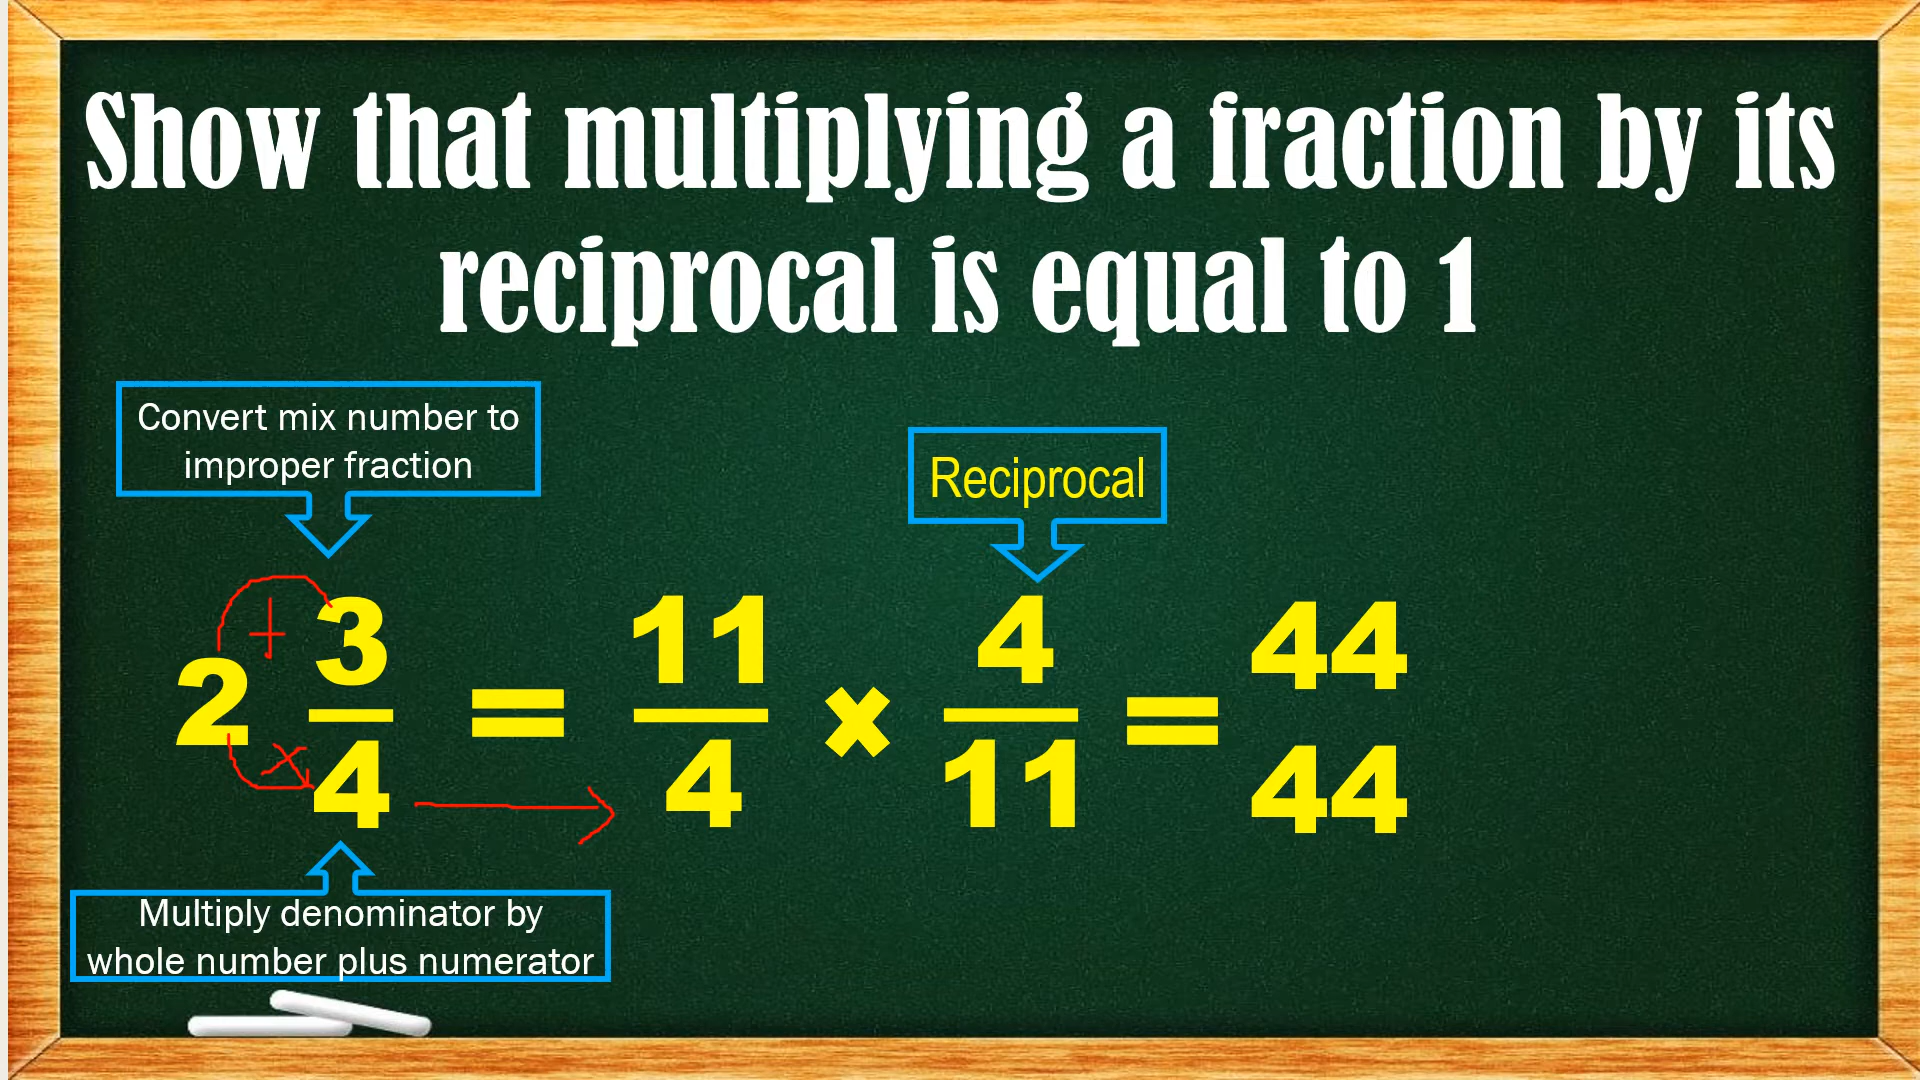 Show that multiplying a fraction by its
reciprocal is equal to 1
Convert mix number to
improper fraction
Reciprocal
2 3/4 = 11/4 × 4/11 = 44/44
+
×
Multiply denominator by
whole number plus numerator